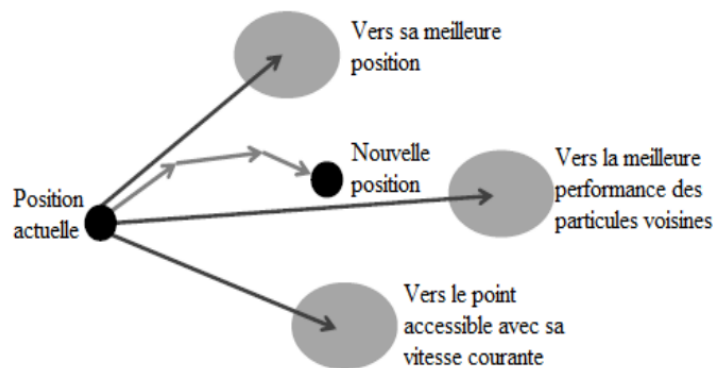 Vers sa meilleure
position
Nouvelle
position
Vers la meilleure
performance des
particules voisines
Position
actuelle
Vers le point
accessible avec sa
vitesse courante